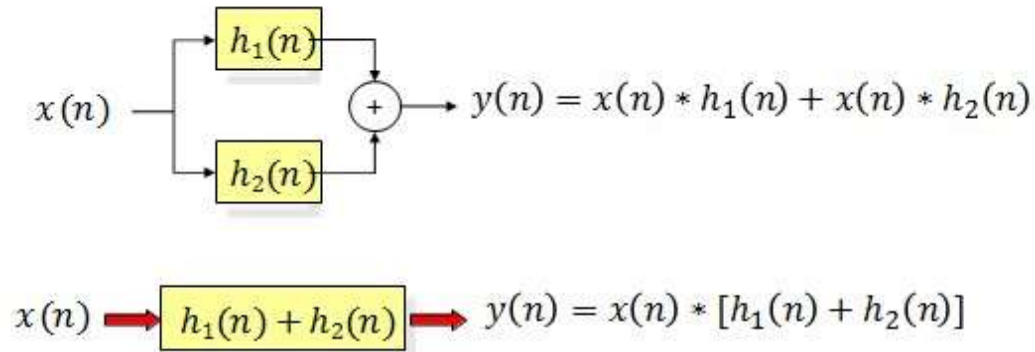 h₁(n)
x(n)
+
y(n) = x(n) * h₁(n) + x(n) * h₂(n)
h₂(n)
x(n)
h₁(n) + h₂(n)
y(n) = x(n) * [h₁(n) + h₂(n)]